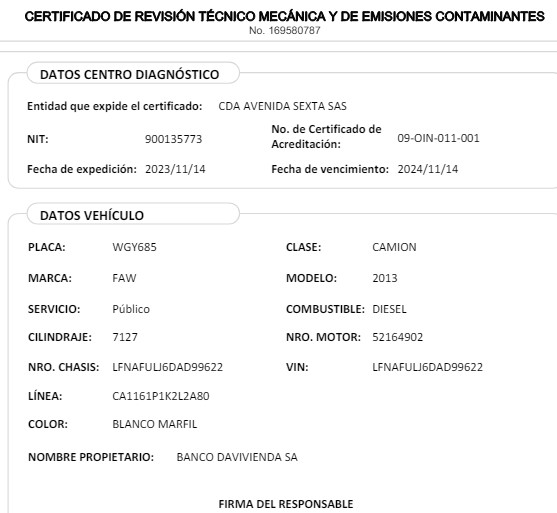 CERTIFICADO DE REVISIÓN TÉCNICO MECÁNICA Y DE EMISIONES CONTAMINANTES
No. 169580787
DATOS CENTRO DIAGNÓSTICO
Entidad que expide el certificado: CDA AVENIDA SEXTA SAS
NIT: 900135773 No. de Certificado de Acreditación: 09-OIN-011-001
Fecha de expedición: 2023/11/14 Fecha de vencimiento: 2024/11/14
DATOS VEHÍCULO
PLACA: WGY685 CLASE: CAMION
MARCA: FAW MODELO: 2013
SERVICIO: Público COMBUSTIBLE: DIESEL
CILINDRAJE: 7127 NRO. MOTOR: 52164902
NRO. CHASIS: LFNAFULJ6DAD99622 VIN: LFNAFULJ6DAD99622
LÍNEA: CA1161P1K2L2A80
COLOR: BLANCO MARFIL
NOMBRE PROPIETARIO: BANCO DAVIVIENDA SA
FIRMA DEL RESPONSABLE